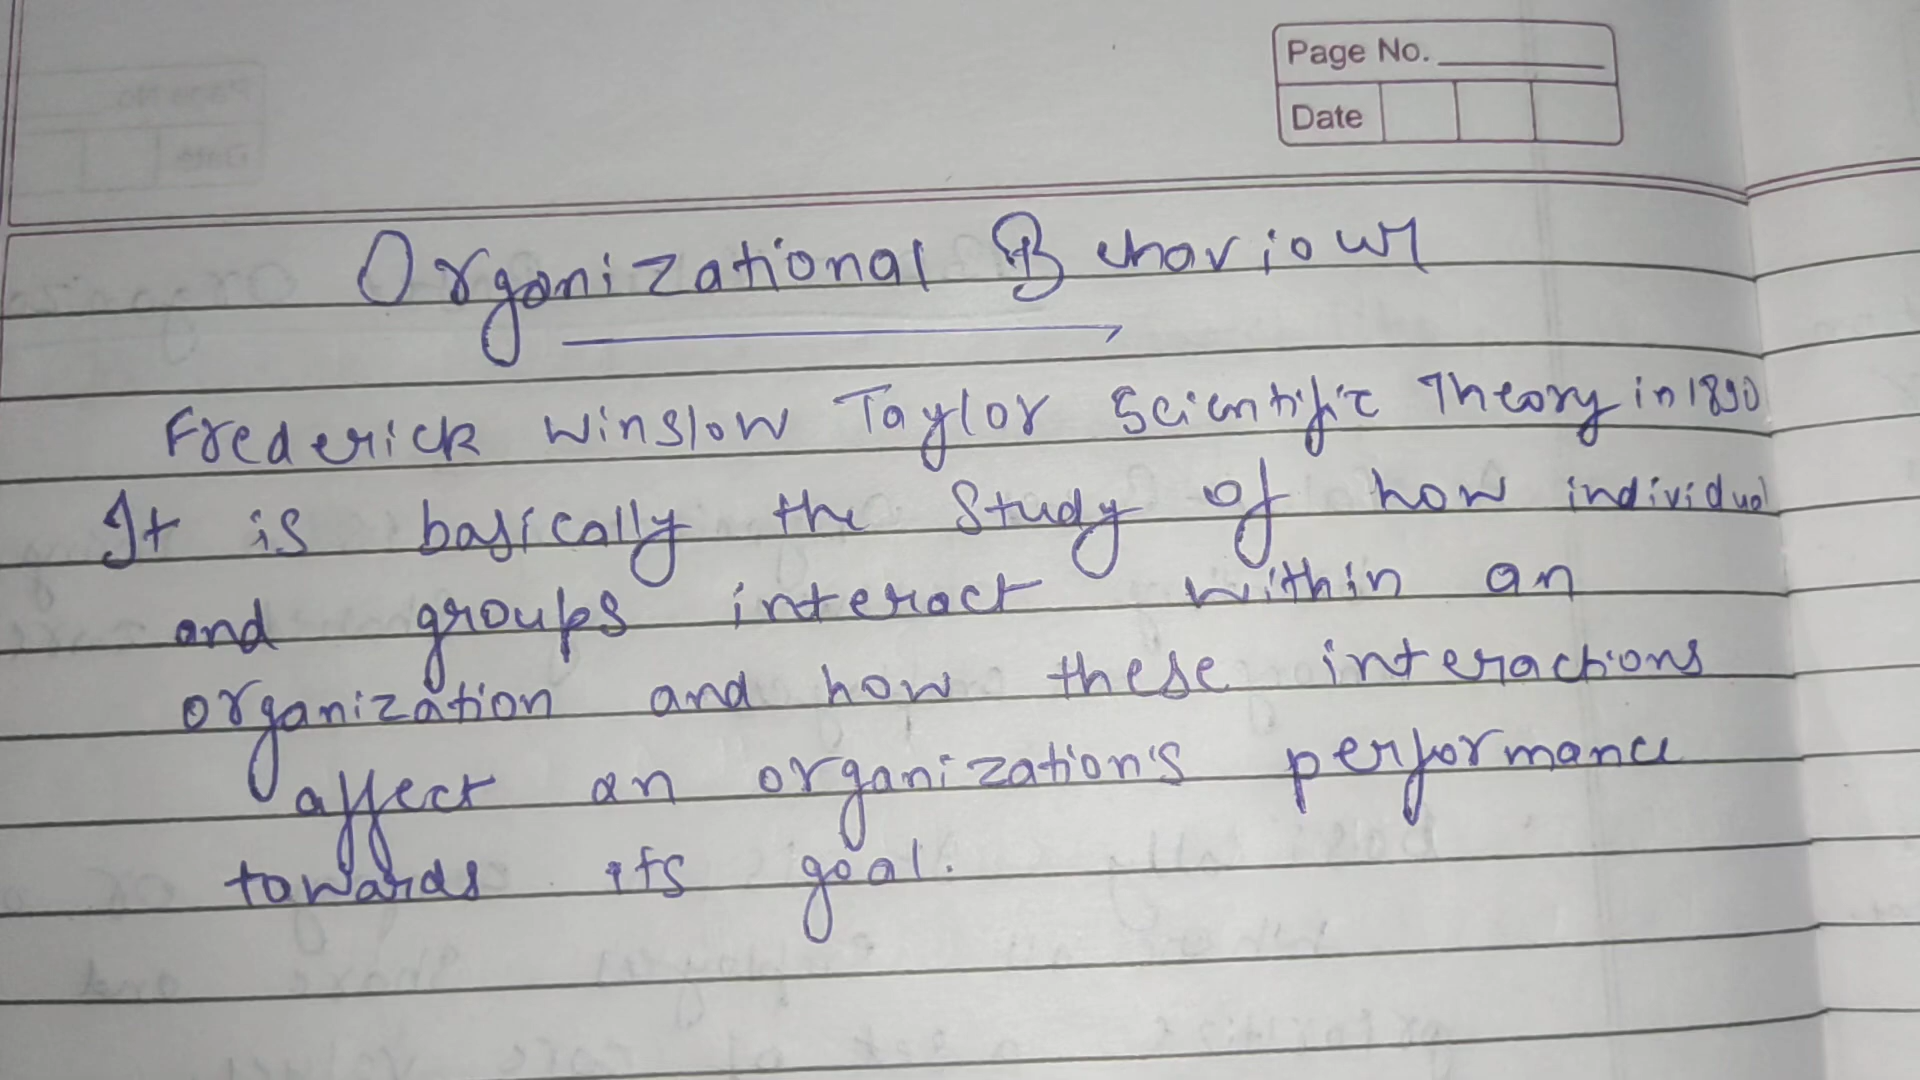 Page No.
Date
Organizational Behaviour
Frederick Winslow Taylor Scientific Theory in 1890
It is basically the study of how individual
and groups interact within an
organization and how these interactions
affect an organization's performance
towards its goal.